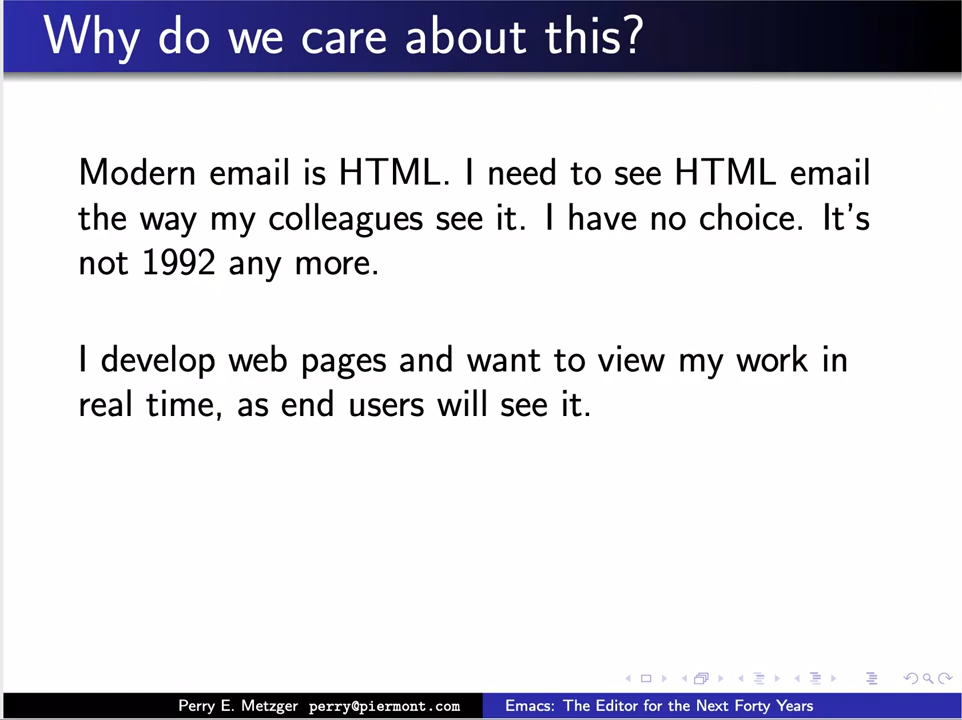 Why do we care about this?
Modern email is HTML. I need to see HTML email
the way my colleagues see it. I have no choice. It's
not 1992 any more.
I develop web pages and want to view my work in
real time, as end users will see it.
Perry E. Metzger perry@piermont.com
Emacs: The Editor for the Next Forty Years